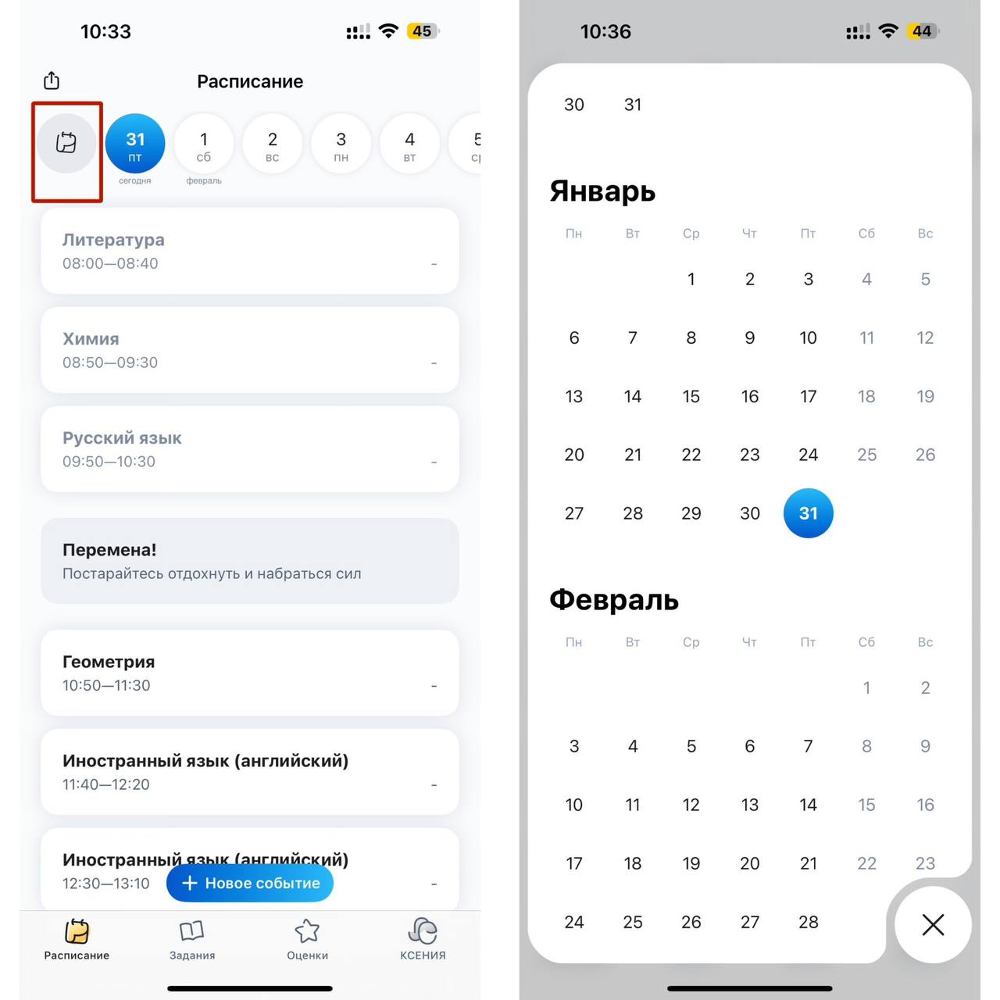 10:33
45
Расписание
31 1 2 3 4 5
пт сб вс пн вт ср
сегодня февраль
Литература
08:00—08:40 -
Химия
08:50—09:30 -
Русский язык
09:50—10:30 -
Перемена!
Постарайтесь отдохнуть и набраться сил
Геометрия
10:50—11:30 -
Иностранный язык (английский)
11:40—12:20 -
Иностранный язык (английский)
12:30—13:10 -
+ Новое событие
Расписание Задания Оценки КСЕНИЯ
10:36
44
30 31
Январь
Пн Вт Ср Чт Пт Сб Вс
1 2 3 4 5
6 7 8 9 10 11 12
13 14 15 16 17 18 19
20 21 22 23 24 25 26
27 28 29 30 31
Февраль
Пн Вт Ср Чт Пт Сб Вс
1 2
3 4 5 6 7 8 9
10 11 12 13 14 15 16
17 18 19 20 21 22 23
24 25 26 27 28